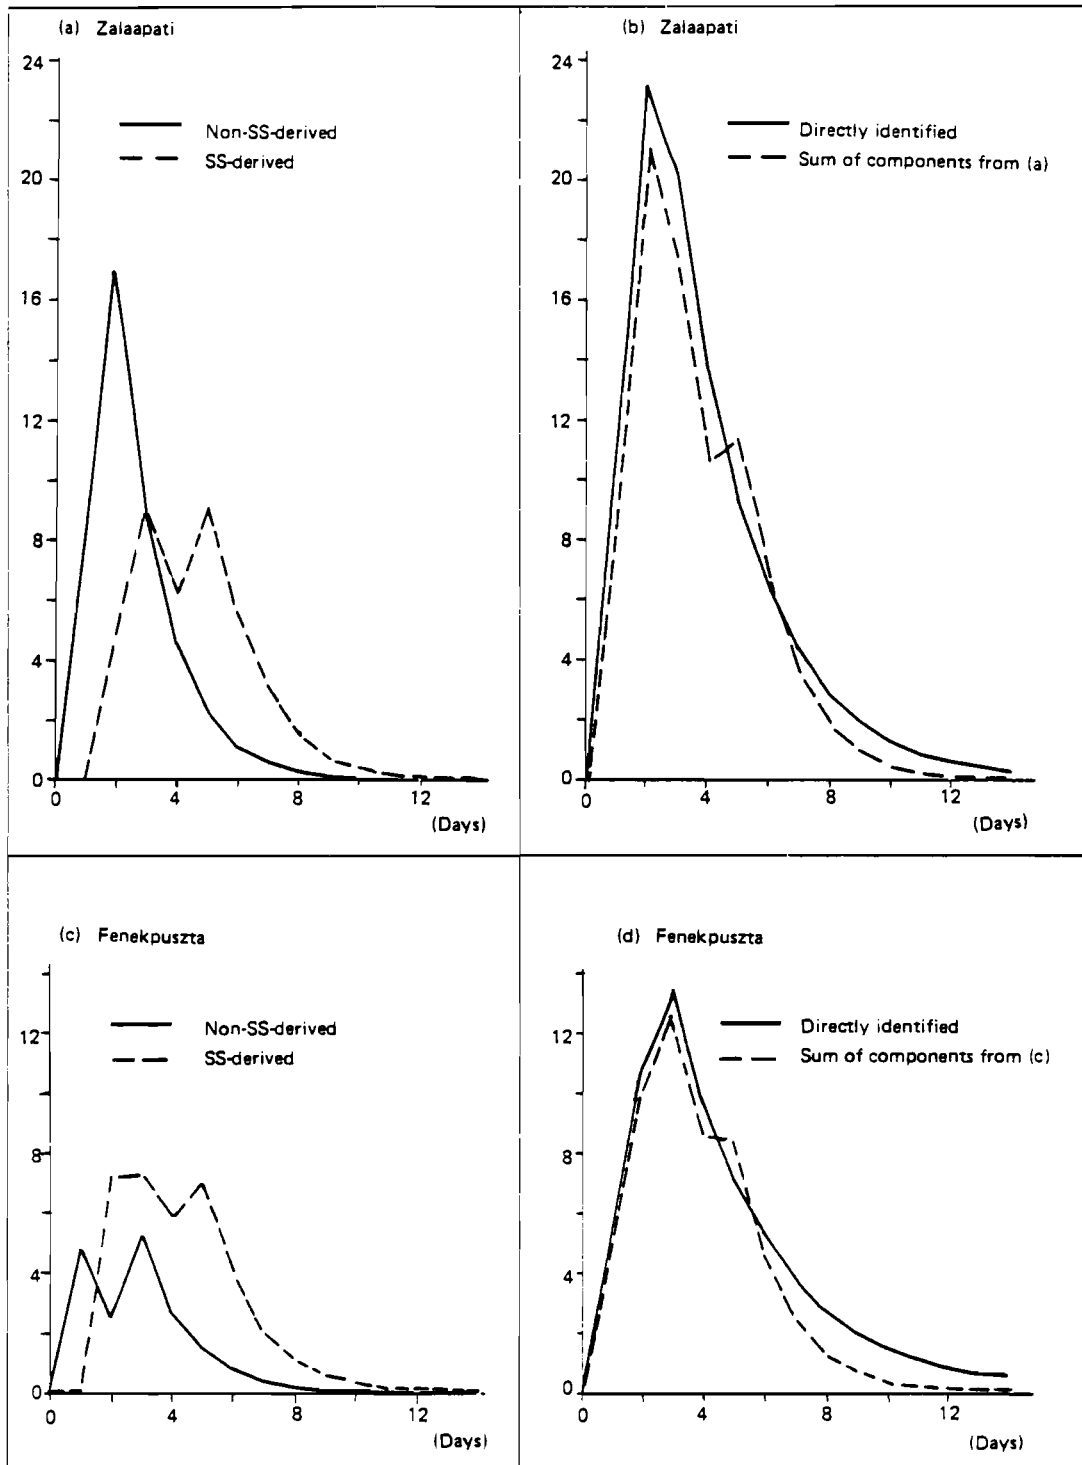 (a) Zalaapati
24
20
16
12
8
4
0
Non-SS-derived
SS-derived
0 4 8 12
(Days)
(b) Zalaapati
24
20
16
12
8
4
0
Directly identified
Sum of components from (a)
0 4 8 12
(Days)
(c) Fenekpuszta
12
8
4
0
Non-SS-derived
SS-derived
0 4 8 12
(Days)
(d) Fenekpuszta
12
8
4
0
Directly identified
Sum of components from (c)
0 4 8 12
(Days)